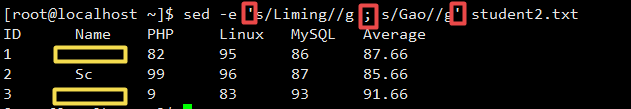 [root@localhost ~]$ sed -e 's/Liming//g ; s/Gao//g' student2.txt
ID Name PHP Linux MySQL Average
1 82 95 86 87.66
2 Sc 99 96 87 85.66
3 9 83 93 91.66